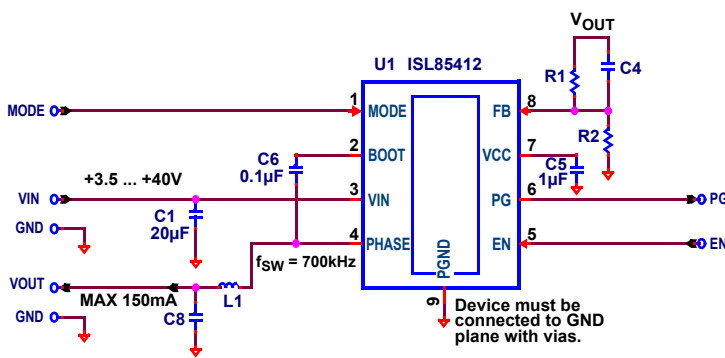 VOUT
U1 ISL85412
R1
C4
1
MODE
MODE
FB
8
R2
2
BOOT
VCC
7
C6
0.1µF
C5
1µF
+3.5 ... +40V
VIN
3
VIN
PG
6
PG
C1
20µF
GND
4
PHASE
EN
5
EN
fSW = 700kHz
VOUT
MAX 150mA
L1
PGND
GND
C8
9
Device must be
connected to GND
plane with vias.